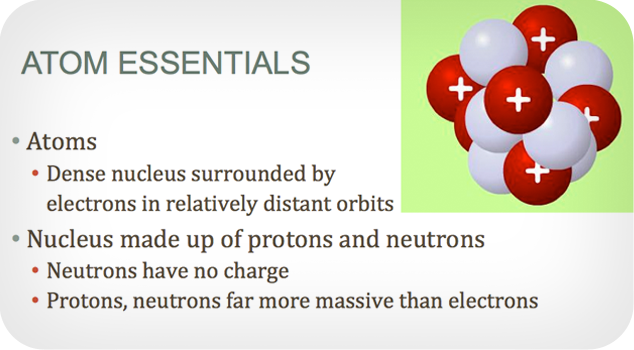 ATOM ESSENTIALS
• Atoms
• Dense nucleus surrounded by
electrons in relatively distant orbits
• Nucleus made up of protons and neutrons
• Neutrons have no charge
• Protons, neutrons far more massive than electrons
+
+
+
+
+